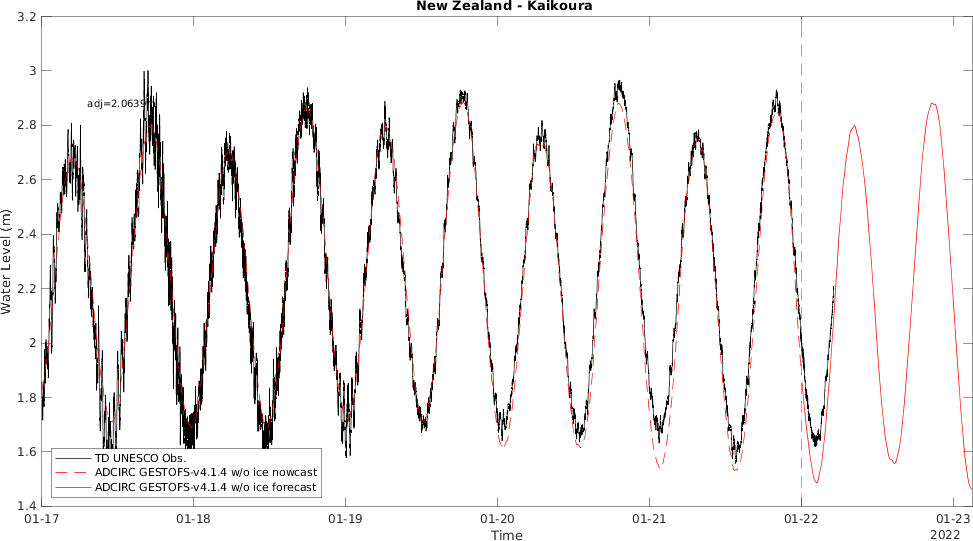 New Zealand - Kaikoura
3.2
3
2.8
2.6
2.4
2.2
2
1.8
1.6
1.4
Water Level (m)
adj=2.0639
TD UNESCO Obs.
ADCIRC GESTOFS-v4.1.4 w/o ice nowcast
ADCIRC GESTOFS-v4.1.4 w/o ice forecast
01-17 01-18 01-19 01-20 01-21 01-22 01-23
Time 2022